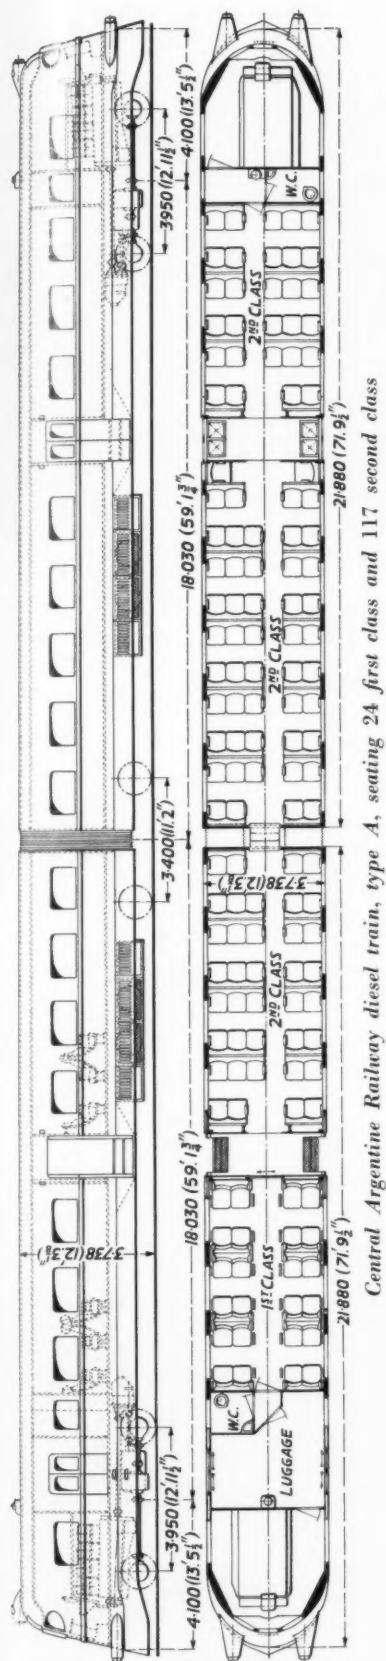 4·100 (13'. 5½")
3·950 (12'. 11½")
18·030 (59'. 1¾")
3·738 (12'. 3⅛")
3·400 (11'. 2")
18·030 (59'. 1¾")
3950 (12'. 11½")
4·100 (13'. 5½")
LUGGAGE
W.C.
1ST CLASS
2ND CLASS
3·738 (12'. 3⅛")
2ND CLASS
2ND CLASS
W.C.
21·880 (71'. 9½")
21·880 (71'. 9½")
Central Argentine Railway diesel train, type A, seating 24 first class and 117 second class